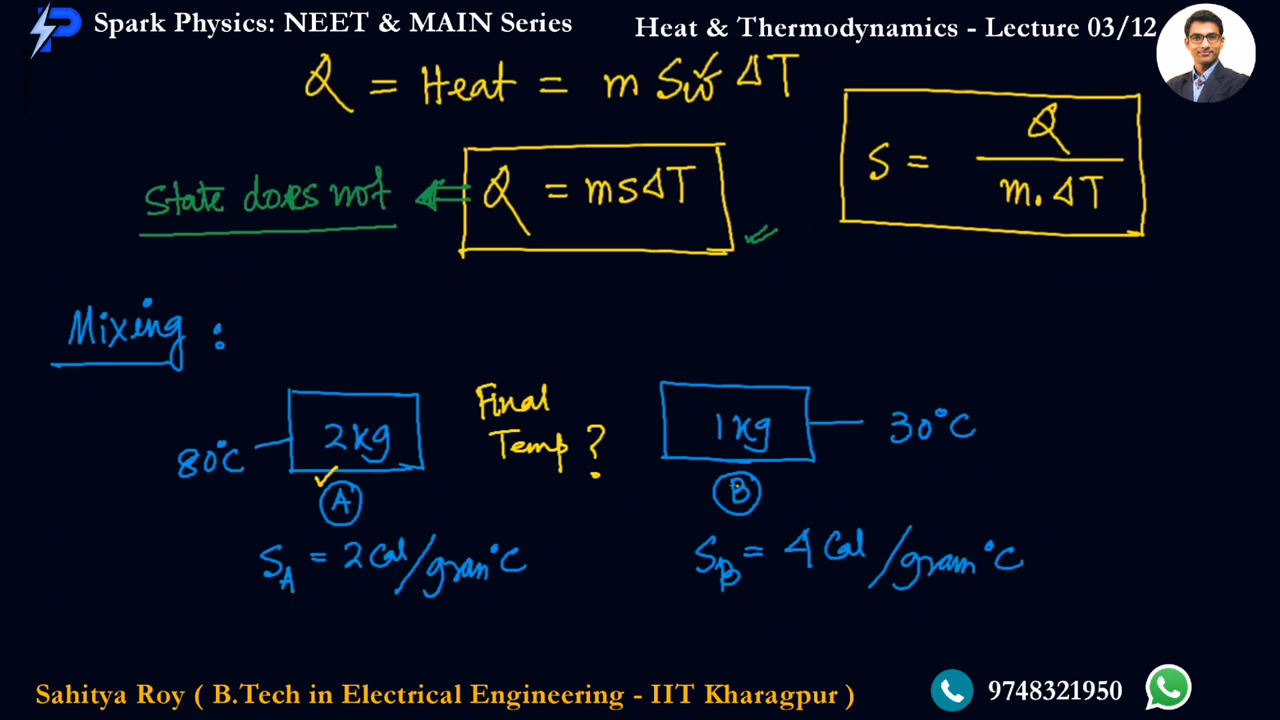 Spark Physics: NEET & MAIN Series
Heat & Thermodynamics - Lecture 03/12
Q = Heat = m Sw ΔT
S = Q / m. ΔT
State does not
Q = msΔT
Mixing :
80°C
2kg
Final
Temp ?
1kg
30°C
A
B
SA = 2 Cal/gram°C
SB = 4 Cal/gram°C
Sahitya Roy ( B.Tech in Electrical Engineering - IIT Kharagpur )
9748321950